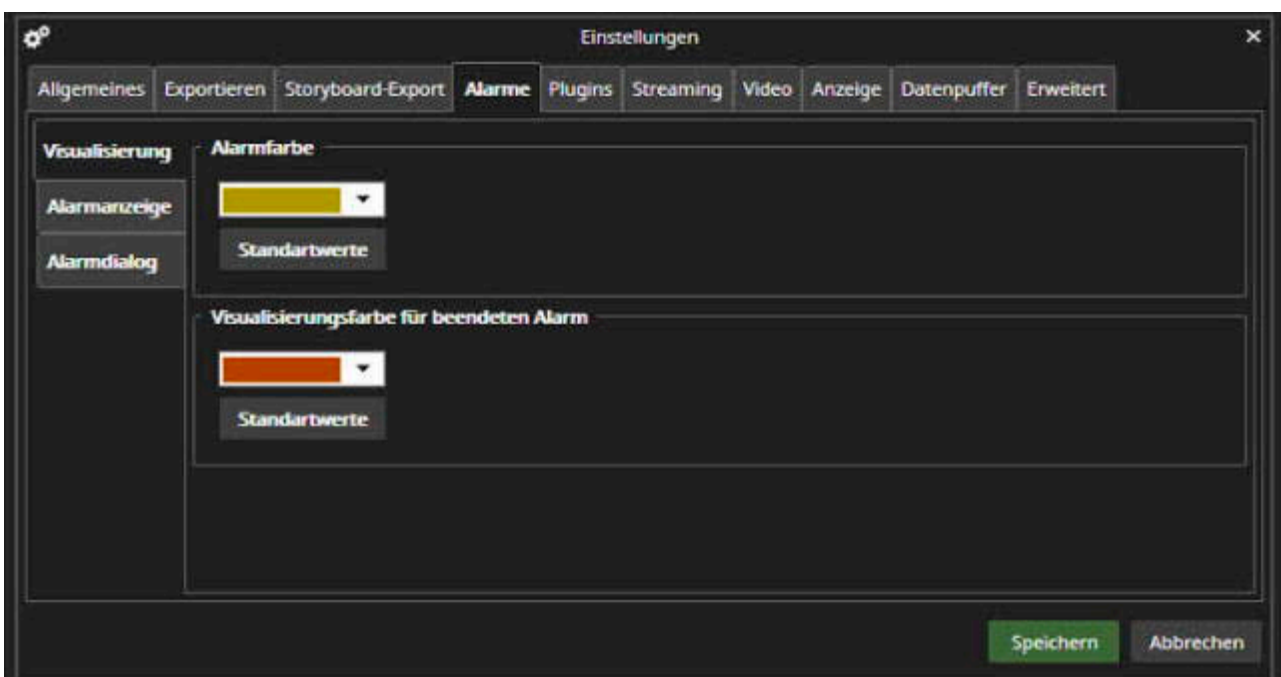 Einstellungen
Allgemeines Exportieren Storyboard-Export Alarme Plugins Streaming Video Anzeige Datenpuffer Erweitert
Visualisierung
Alarmanzeige
Alarmdialog
Alarmfarbe
Standartwerte
Visualisierungsfarbe für beendeten Alarm
Standartwerte
Speichern Abbrechen